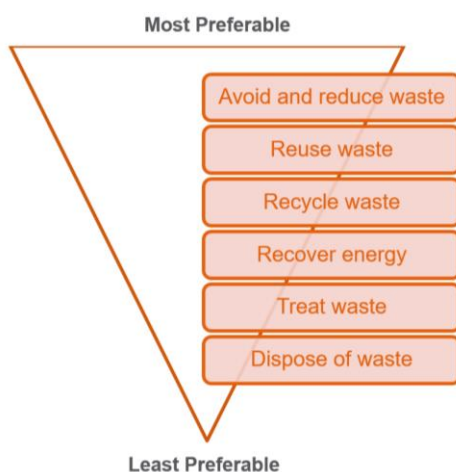 Most Preferable
Avoid and reduce waste
Reuse waste
Recycle waste
Recover energy
Treat waste
Dispose of waste
Least Preferable